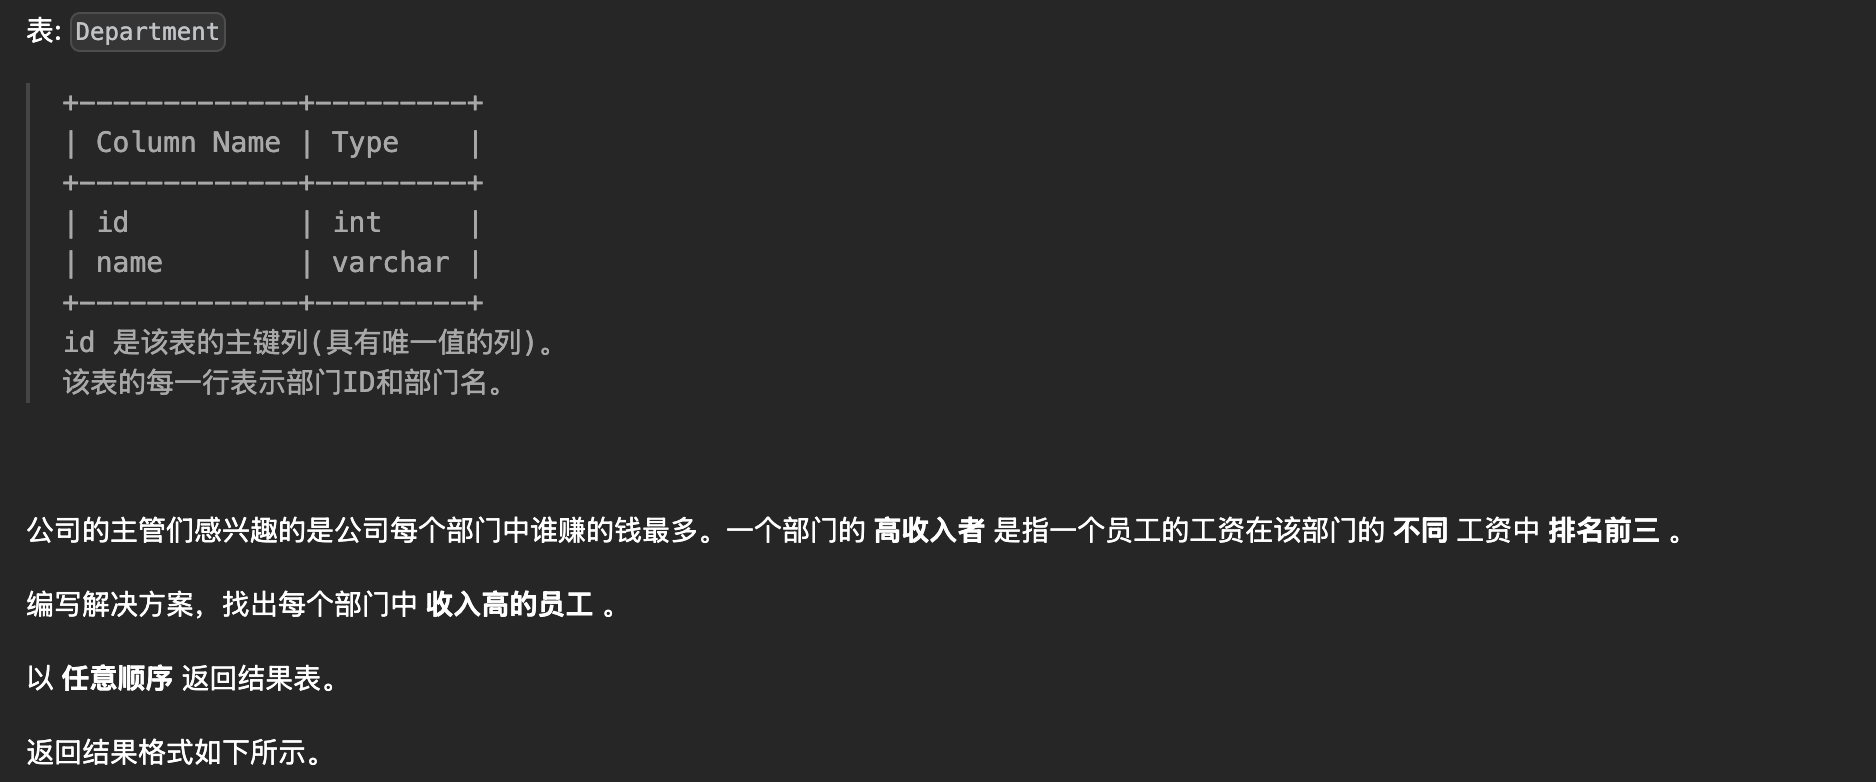 表: Department
+-------------+---------+
| Column Name | Type    |
+-------------+---------+
| id          | int     |
| name        | varchar |
+-------------+---------+
id 是该表的主键列(具有唯一值的列)。
该表的每一行表示部门ID和部门名。
公司的主管们感兴趣的是公司每个部门中谁赚的钱最多。一个部门的 高收入者 是指一个员工的工资在该部门的 不同 工资中 排名前三 。
编写解决方案，找出每个部门中 收入高的员工 。
以 任意顺序 返回结果表。
返回结果格式如下所示。